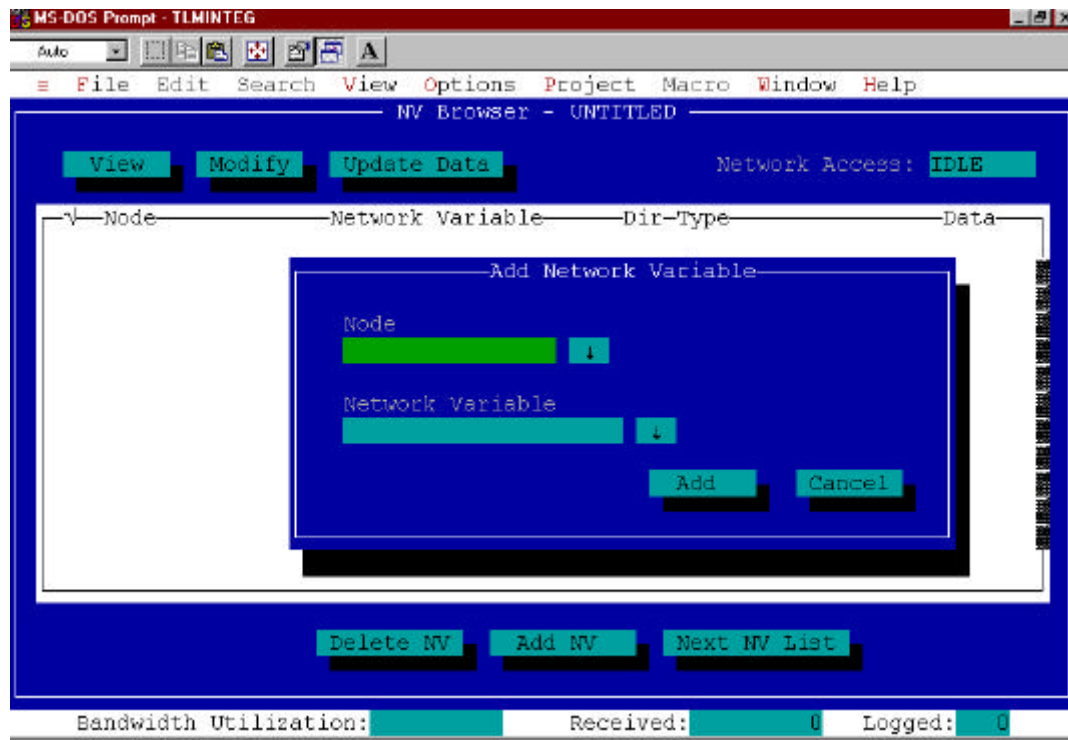 MS-DOS Prompt - TLMINTEG
Auto A
≡ File Edit Search View Options Project Macro Window Help
NV Browser - UNTITLED
View Modify Update Data Network Access: IDLE
√ Node Network Variable Dir-Type Data
Add Network Variable
Node
↓
Network Variable
↓
Add Cancel
Delete NV Add NV Next NV List
Bandwidth Utilization: Received: 0 Logged: 0